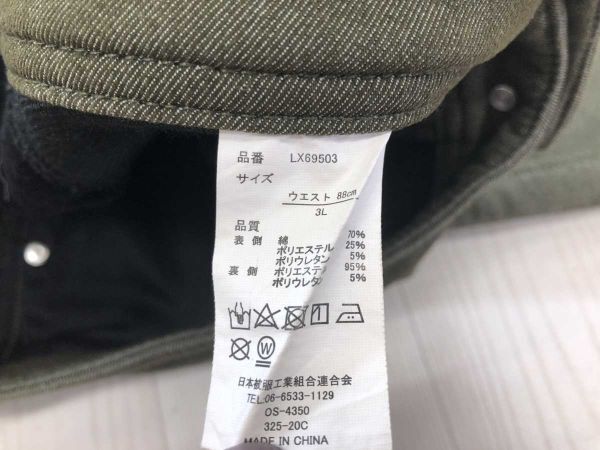 品番 LX69503
サイズ
ウエスト 88cm
3L
品質
表側 綿 70%
ポリエステル 25%
ポリウレタン 5%
裏側 ポリエステル 95%
ポリウレタン 5%
W
日本被服工業組合連合会
TEL.06-6533-1129
OS-4350
325-20C
MADE IN CHINA